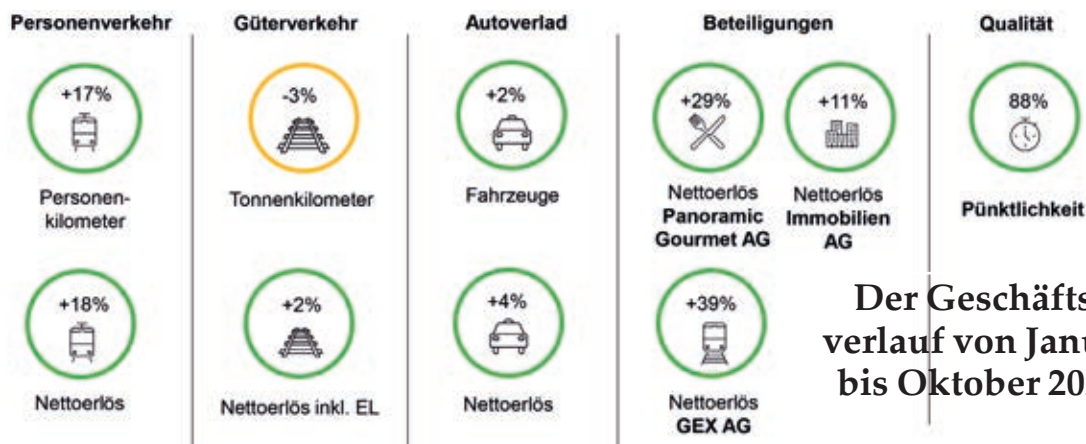 Personenverkehr
+17%
Personen-
kilometer
+18%
Nettoerlös
Güterverkehr
-3%
Tonnenkilometer
+2%
Nettoerlös inkl. EL
Autoverlad
+2%
Fahrzeuge
+4%
Nettoerlös
Beteiligungen
+29%
Nettoerlös
Panoramic
Gourmet AG
+11%
Nettoerlös
Immobilien
AG
+39%
Nettoerlös
GEX AG
Qualität
88%
Pünktlichkeit
Der Geschäfts
verlauf von
bis Oktober